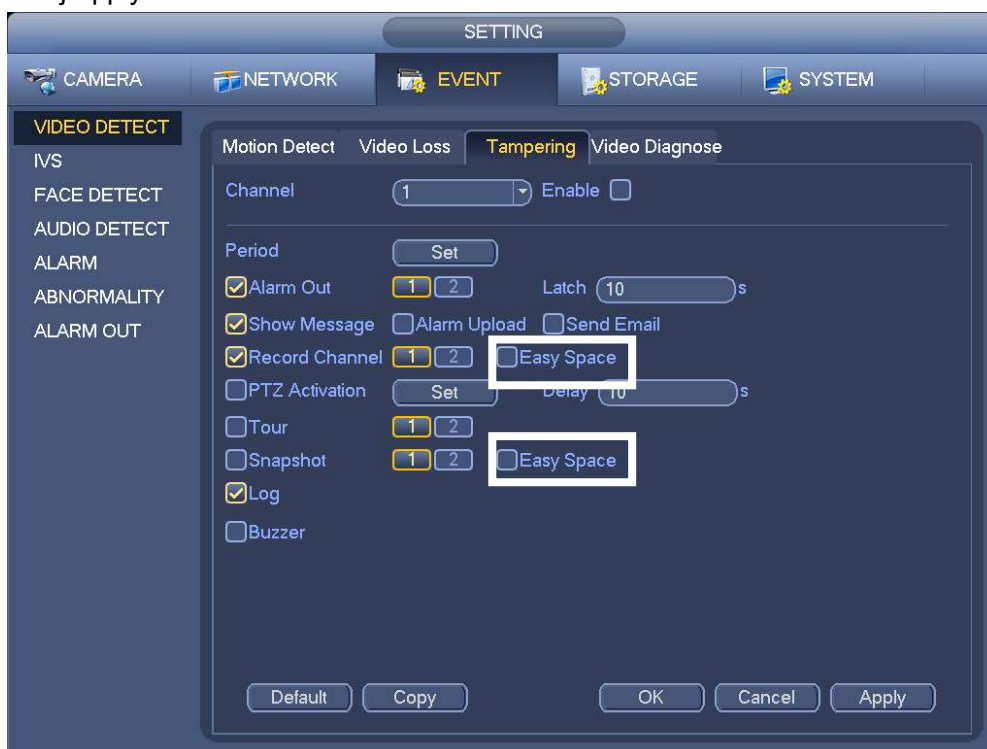 SETTING
CAMERA NETWORK EVENT STORAGE SYSTEM
VIDEO DETECT
IVS
FACE DETECT
AUDIO DETECT
ALARM
ABNORMALITY
ALARM OUT
Motion Detect Video Loss Tampering Video Diagnose
Channel 1 Enable
Period Set
Alarm Out 1 2 Latch 10 s
Show Message Alarm Upload Send Email
Record Channel 1 2 Easy Space
PTZ Activation Set Delay 10 s
Tour 1 2
Snapshot 1 2 Easy Space
Log
Buzzer
Default Copy OK Cancel Apply